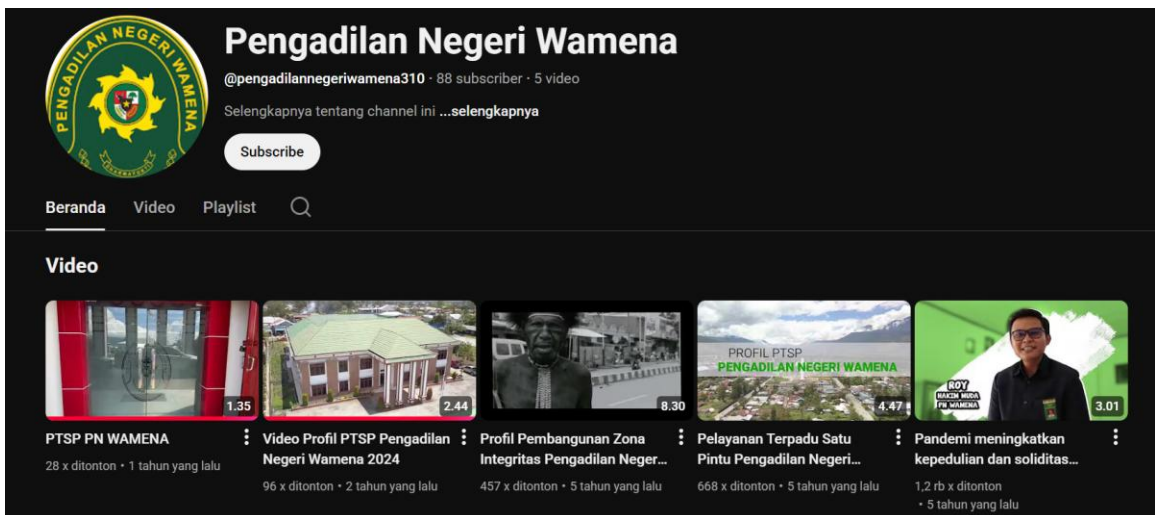 PENGADILAN NEGERI WAMENA
Pengadilan Negeri Wamena
@pengadilannegeriwamena310 · 88 subscriber · 5 video
Selengkapnya tentang channel ini ...selengkapnya
Subscribe
Beranda Video Playlist
Video
1.35
2.44
8.30
PROFIL PTSP
PENGADILAN NEGERI WAMENA
4.47
ROY
HAKIM MUDA
PN WAMENA
3.01
PTSP PN WAMENA
28 x ditonton • 1 tahun yang lalu
Video Profil PTSP Pengadilan
Negeri Wamena 2024
96 x ditonton • 2 tahun yang lalu
Profil Pembangunan Zona
Integritas Pengadilan Neger...
457 x ditonton • 5 tahun yang lalu
Pelayanan Terpadu Satu
Pintu Pengadilan Negeri...
668 x ditonton • 5 tahun yang lalu
Pandemi meningkatkan
kepedulian dan soliditas...
1,2 rb x ditonton
• 5 tahun yang lalu